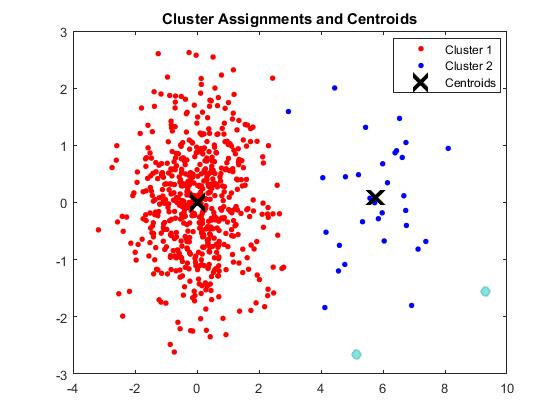 Cluster Assignments and Centroids
Cluster 1
Cluster 2
Centroids
3
2
1
0
-1
-2
-3
-4 -2 0 2 4 6 8 10